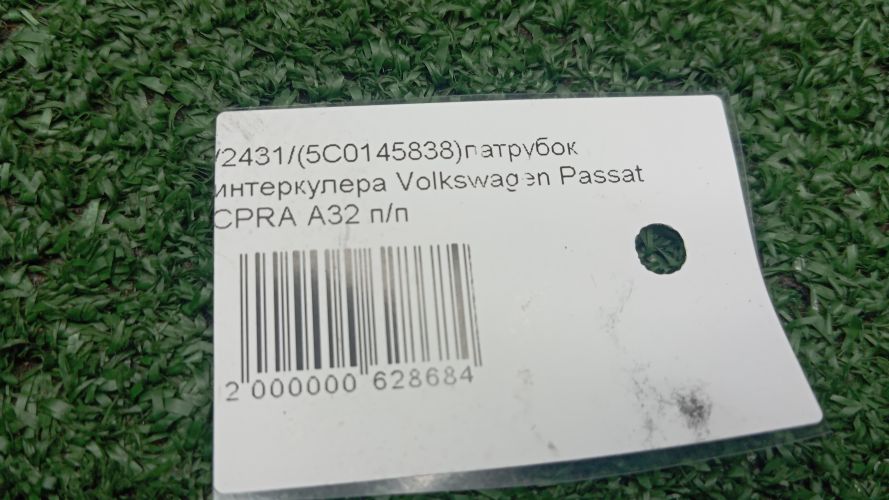 /2431/(5C0145838)патрубок
интеркулера Volkswagen Passat
CPRA A32 п/п
2 000000 628684